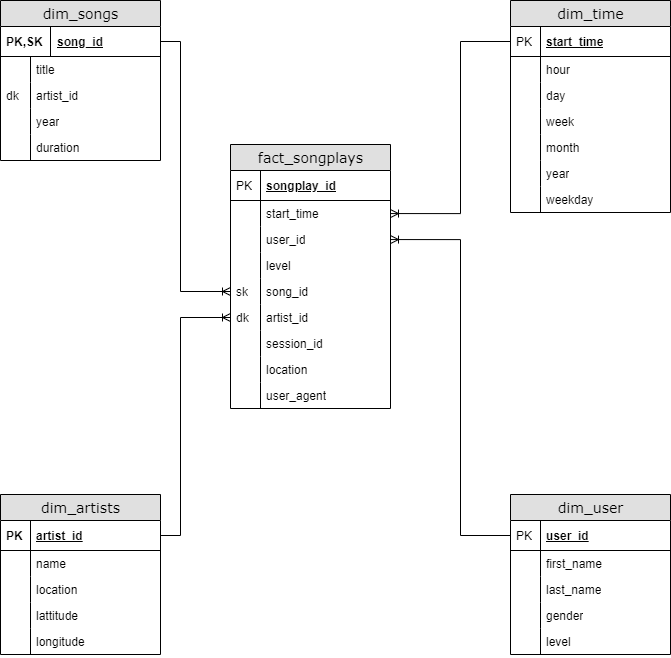 dim_songs
PK,SK song_id
title
dk artist_id
year
duration
dim_time
PK start_time
hour
day
week
month
year
weekday
fact_songplays
PK songplay_id
start_time
user_id
level
sk song_id
dk artist_id
session_id
location
user_agent
dim_artists
PK artist_id
name
location
lattitude
longitude
dim_user
PK user_id
first_name
last_name
gender
level